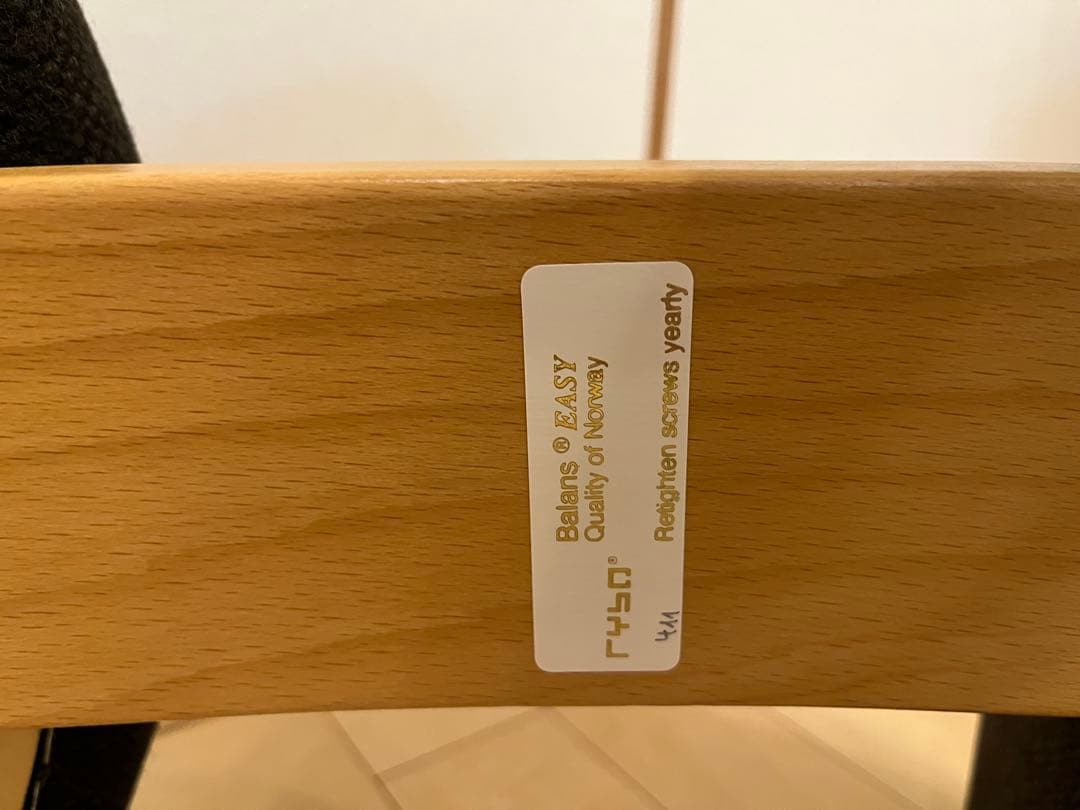 Balans® EASY
Quality of Norway
rybo®
Retighten screws yearly
411